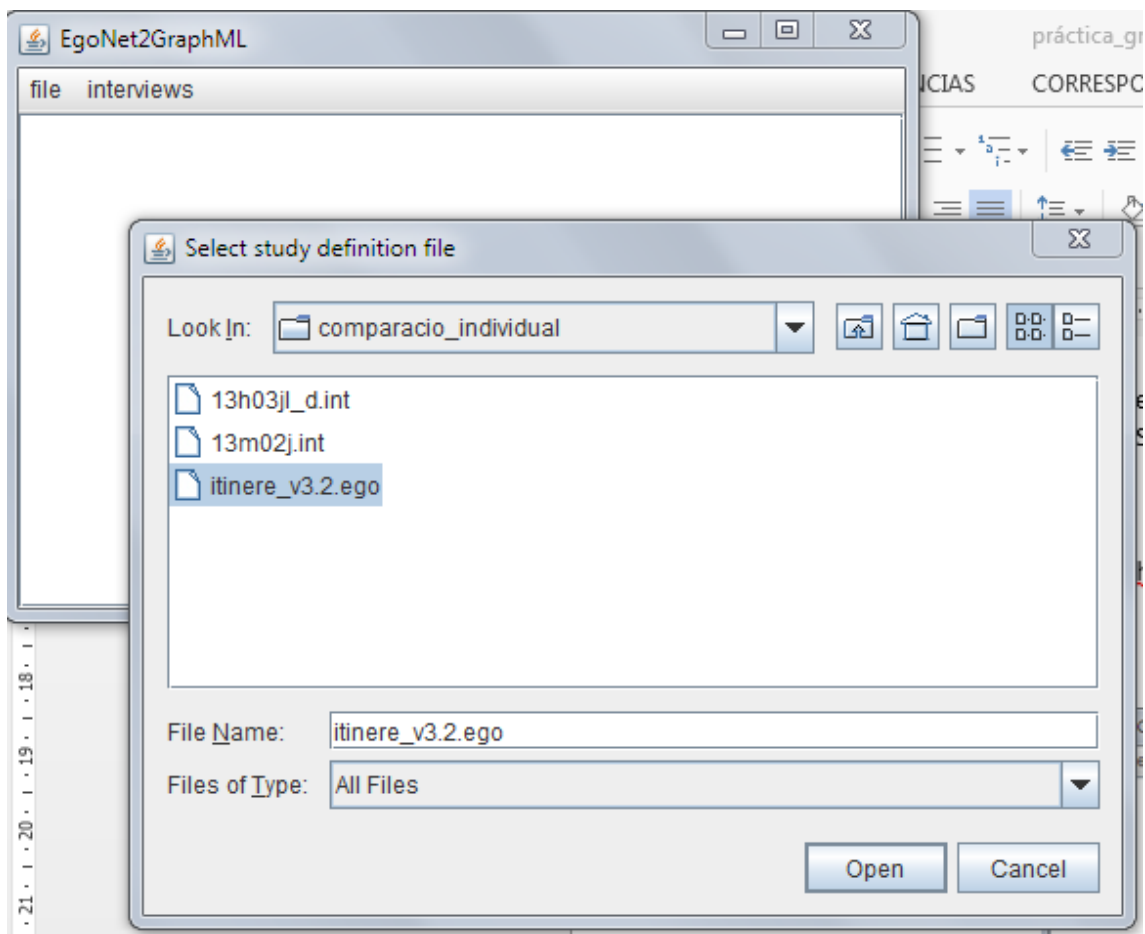 EgoNet2GraphML
práctica_gr
file interviews
NCIAS CORRESPO
Select study definition file
Look In: comparacio_individual
13h03jl_d.int
13m02j.int
itinere_v3.2.ego
File Name: itinere_v3.2.ego
Files of Type: All Files
Open Cancel
18
19
20
21